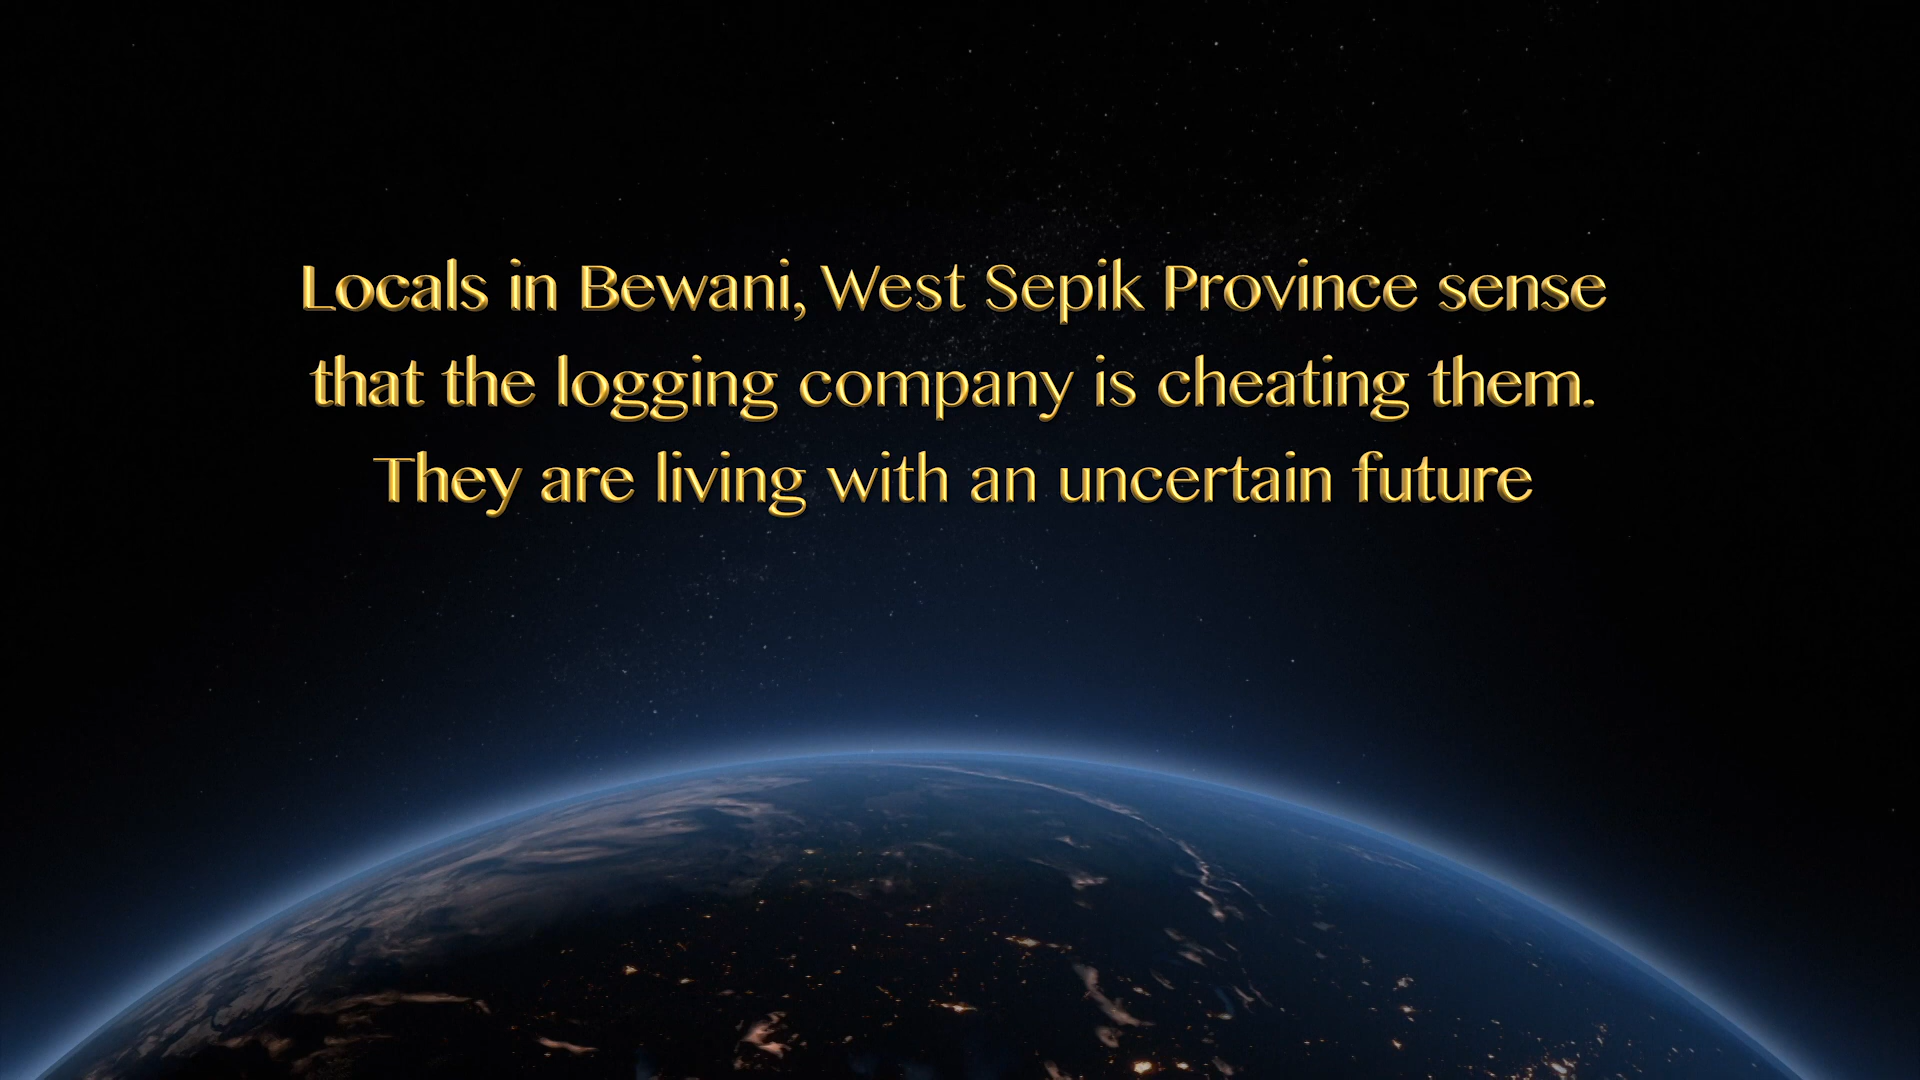 Locals in Bewani, West Sepik Province sense
that the logging company is cheating them.
They are living with an uncertain future